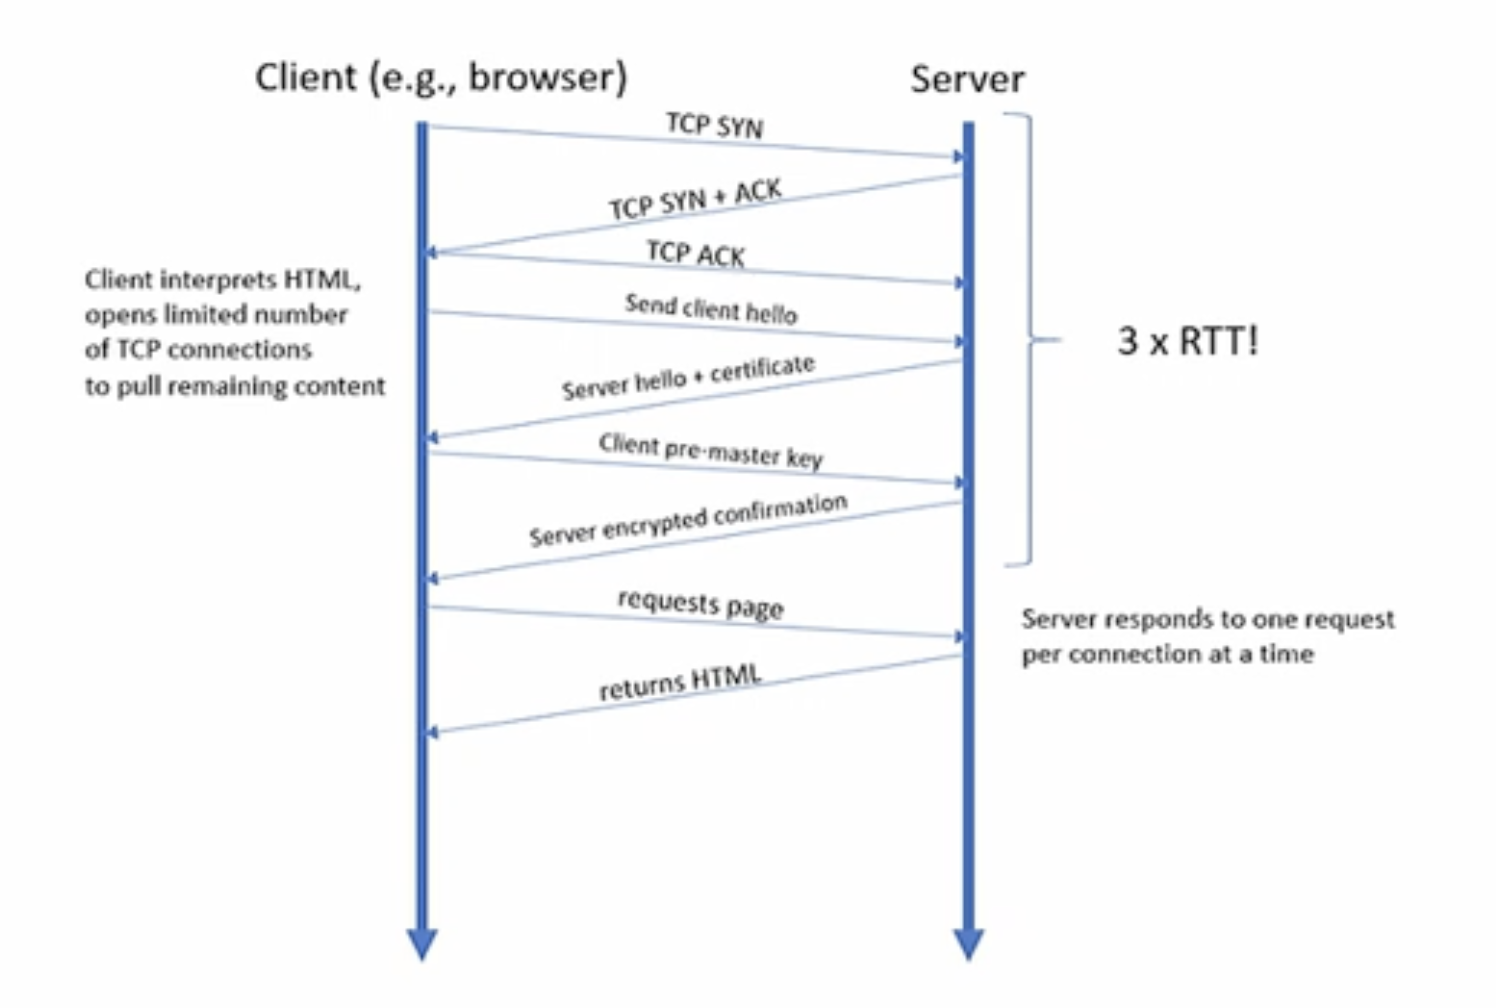 Client (e.g., browser)
Server
TCP SYN
TCP SYN + ACK
TCP ACK
Client interprets HTML,
opens limited number
of TCP connections
to pull remaining content
Send client hello
3 x RTT!
Server hello + certificate
Client pre-master key
Server encrypted confirmation
requests page
Server responds to one request
per connection at a time
returns HTML